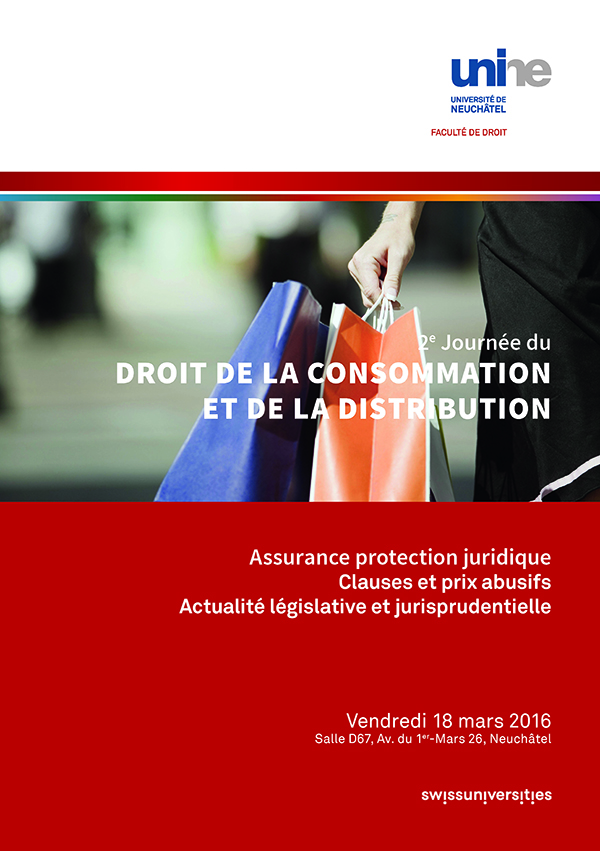 unine
UNIVERSITÉ DE
NEUCHÂTEL
FACULTÉ DE DROIT
2e Journée du
DROIT DE LA CONSOMMATION
ET DE LA DISTRIBUTION
Assurance protection juridique
Clauses et prix abusifs
Actualité législative et jurisprudentielle
Vendredi 18 mars 2016
Salle D67, Av. du 1er-Mars 26, Neuchâtel
swissuniversities